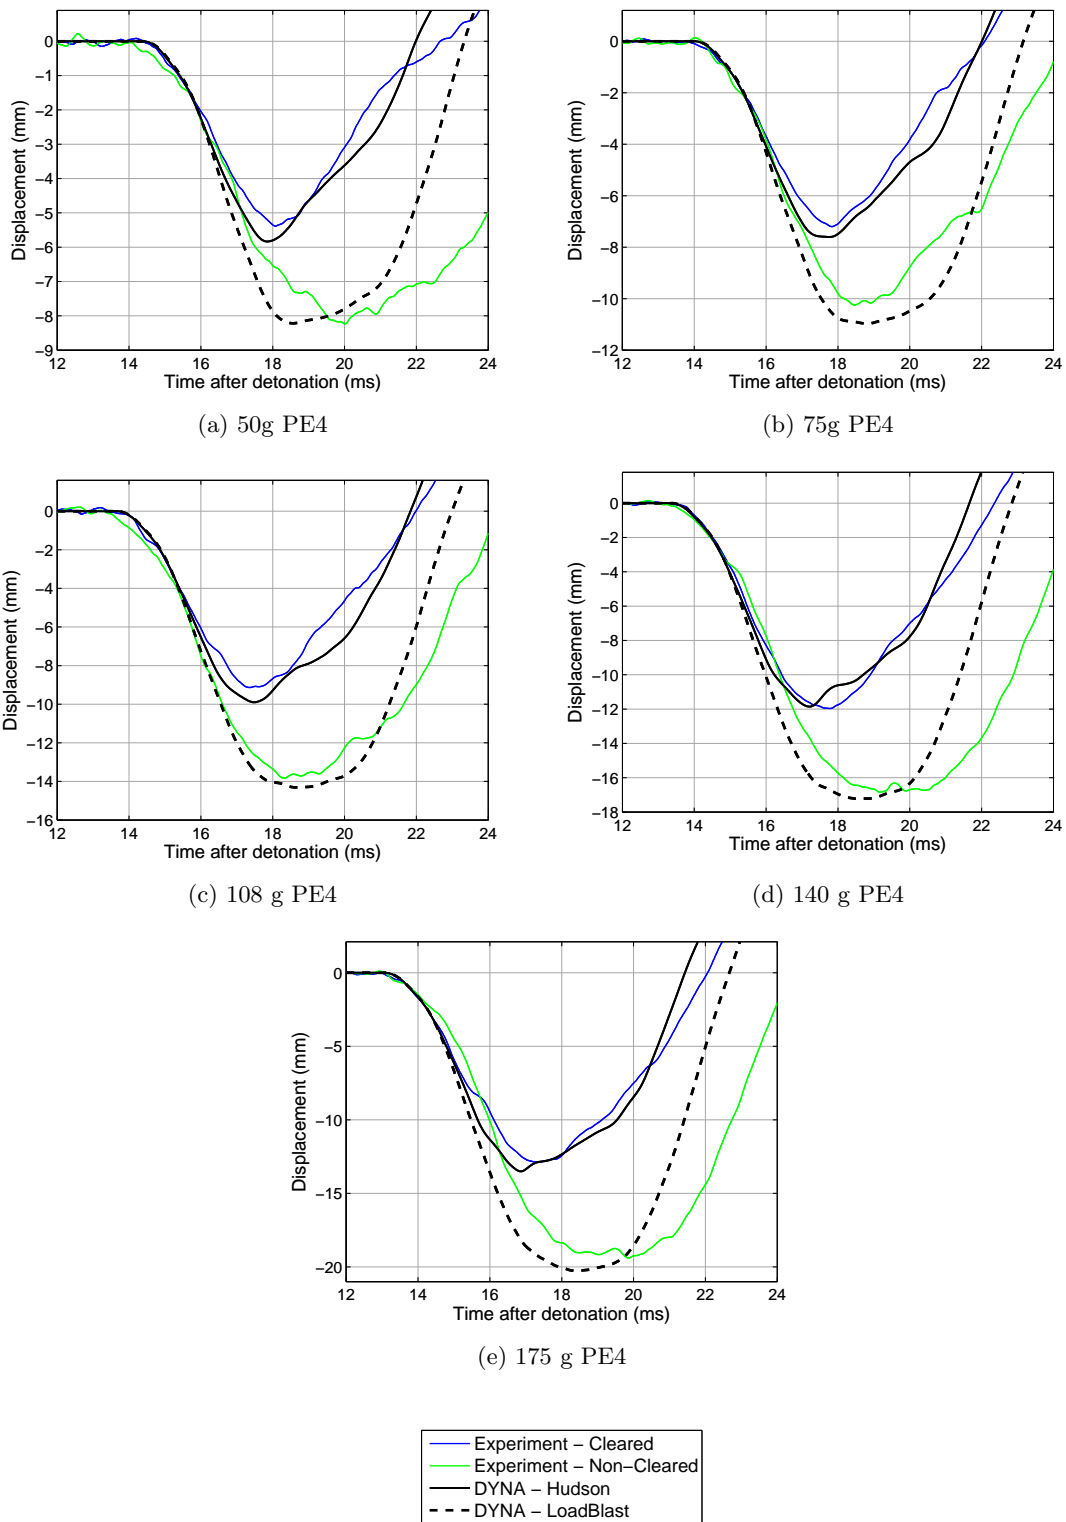 0
−1
−2
−3
−4
−5
−6
−7
−8
−9
12 14 16 18 20 22 24
Displacement (mm)
Time after detonation (ms)
(a) 50g PE4
0
−2
−4
−6
−8
−10
−12
12 14 16 18 20 22 24
Displacement (mm)
Time after detonation (ms)
(b) 75g PE4
0
−2
−4
−6
−8
−10
−12
−14
−16
12 14 16 18 20 22 24
Displacement (mm)
Time after detonation (ms)
(c) 108 g PE4
0
−2
−4
−6
−8
−10
−12
−14
−16
−18
12 14 16 18 20 22 24
Displacement (mm)
Time after detonation (ms)
(d) 140 g PE4
0
−5
−10
−15
−20
12 14 16 18 20 22 24
Displacement (mm)
Time after detonation (ms)
(e) 175 g PE4
Experiment − Cleared
Experiment − Non−Cleared
DYNA − Hudson
DYNA − LoadBlast